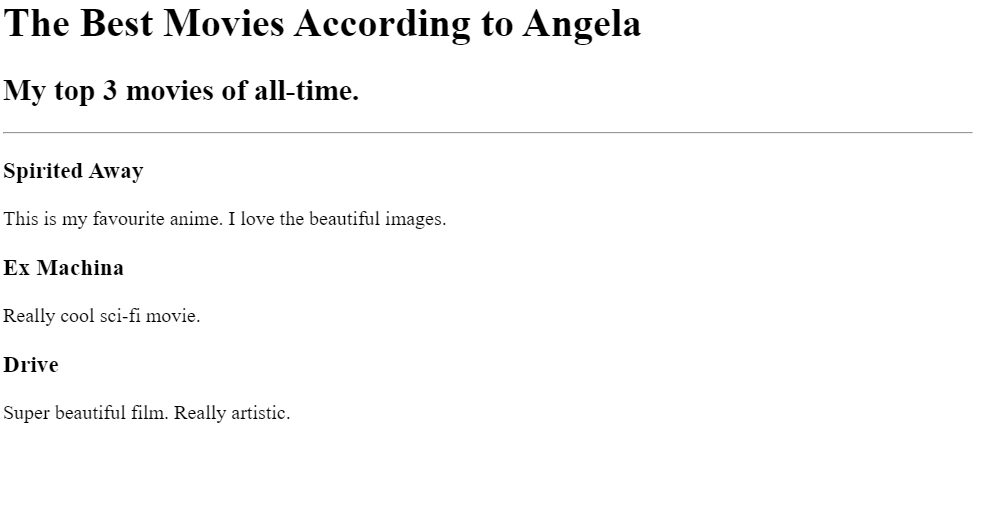 The Best Movies According to Angela
My top 3 movies of all-time.
Spirited Away
This is my favourite anime. I love the beautiful images.
Ex Machina
Really cool sci-fi movie.
Drive
Super beautiful film. Really artistic.